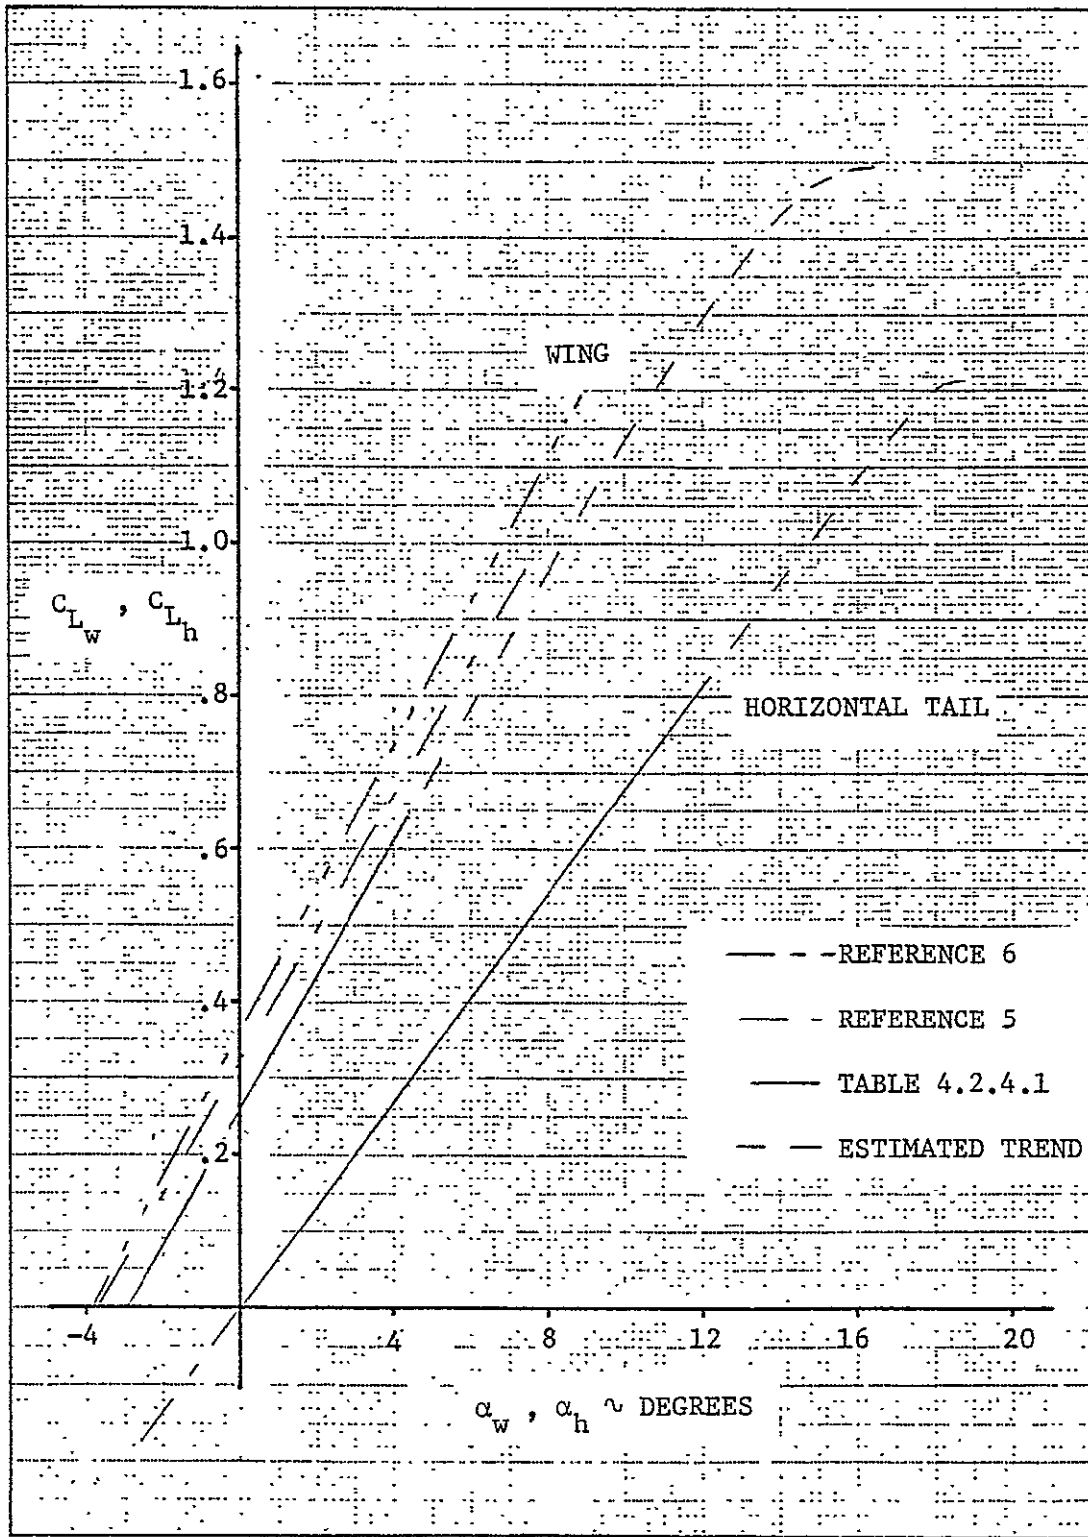 1.6
1.4
WING
1.2
1.0
C_{L_w} , C_{L_h}
.8
HORIZONTAL TAIL
.6
REFERENCE 6
.4
REFERENCE 5
TABLE 4.2.4.1
.2
ESTIMATED TREND
-4 4 8 12 16 20
α_w , α_h ~ DEGREES